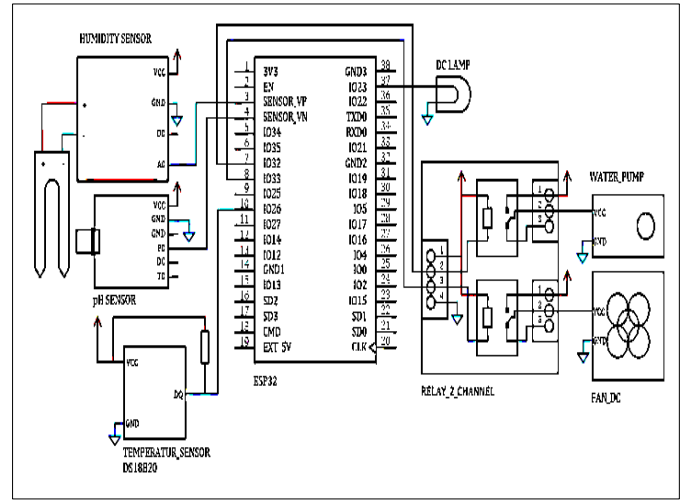 HUMIDITY SENSOR
+
-
VCC
GND
DC
AC
VCC
GND
GND
PC
DC
TC
pH SENSOR
VCC
DQ
GND
TEMPERATUR_SENSOR
DS18B20
1 3V3
2 EN
3 SENSOR_VP
4 SENSOR_VN
5 IO34
6 IO35
7 IO32
8 IO33
9 IO25
10 IO26
11 IO27
12 IO14
13 IO12
14 GND1
15 IO13
16 SD2
17 SD3
18 CMD
19 EXT_5V
GND3 38
IO23 37
IO22 36
TXD0 35
RXD0 34
IO21 33
GND2 32
IO19 31
IO18 30
IO5 29
IO17 28
IO16 27
IO4 26
IO0 25
IO2 24
IO15 23
SD1 22
SD0 21
CLK 20
ESP32
DC LAMP
1
2
3
4
1
2
3
1
2
3
RELAY_2_CHANNEL
WATER_PUMP
VCC
GND
VCC
GND
FAN_DC